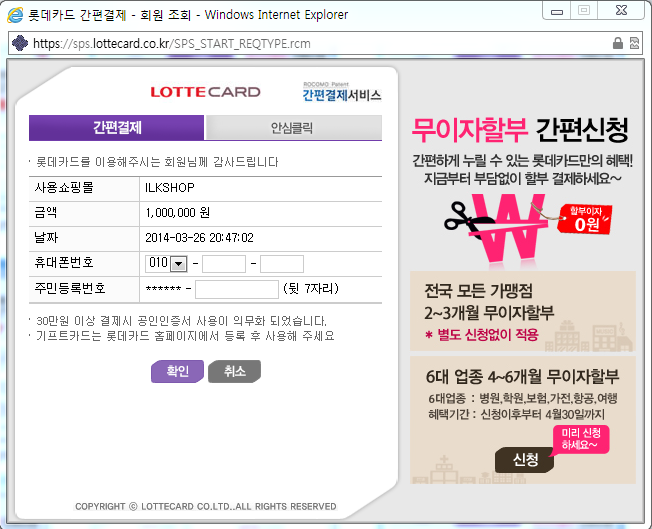 롯데카드 간편결제 - 회원 조회 - Windows Internet Explorer
https://sps.lottecard.co.kr/SPS_START_REQTYPE.rcm
LOTTE CARD
ROCOMO Patent
간편결제서비스
간편결제
안심클릭
· 롯데카드를 이용해주시는 회원님께 감사드립니다
사용쇼핑몰 ILKSHOP
금액 1,000,000 원
날짜 2014-03-26 20:47:02
휴대폰번호 010 - -
주민등록번호 ****** - (뒷 7자리)
· 30만원 이상 결제시 공인인증서 사용이 의무화 되었습니다.
· 기프트카드는 롯데카드 홈페이지에서 등록 후 사용해 주세요
확인 취소
COPYRIGHT ⓒ LOTTECARD CO,LTD..ALL RIGHTS RESERVED
무이자할부 간편신청
간편하게 누릴 수 있는 롯데카드만의 혜택!
지금부터 부담없이 할부 결제하세요~
할부이자
0원
전국 모든 가맹점
2~3개월 무이자할부
* 별도 신청없이 적용
6대 업종 4~6개월 무이자할부
6대업종 : 병원,학원,보험,가전,항공,여행
혜택기간 : 신청이후부터 4월30일까지
미리 신청
하세요~
신청